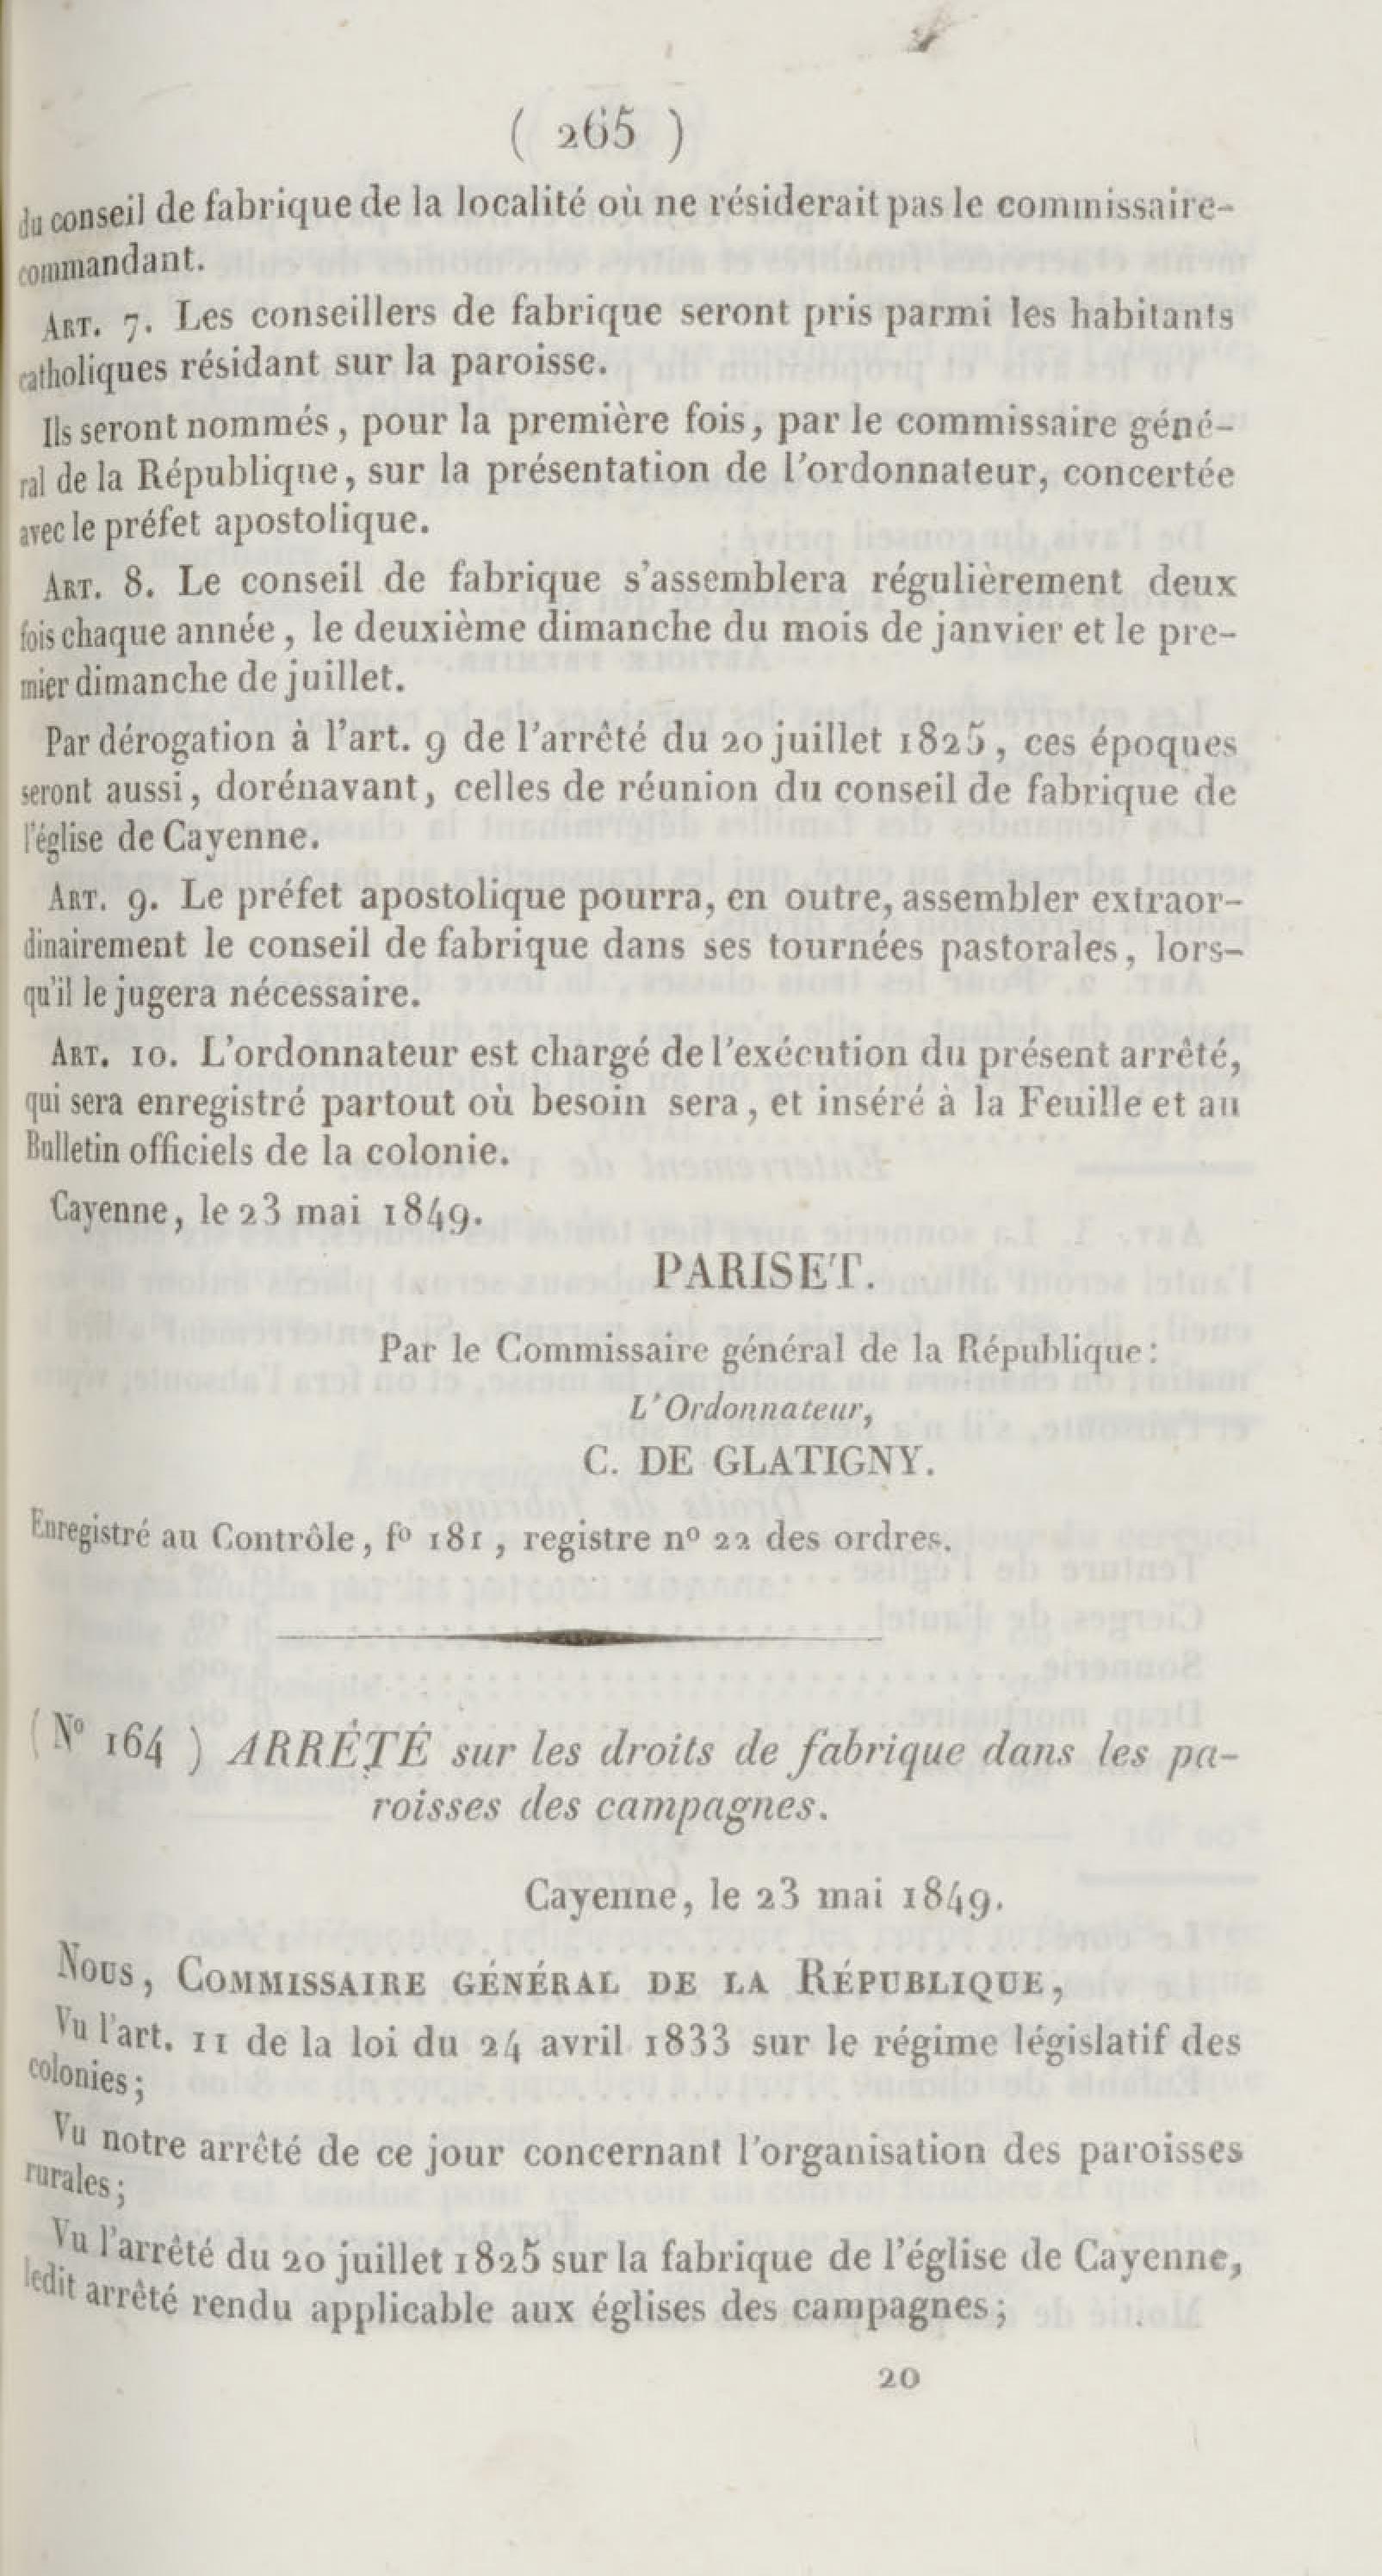 ( 265 )
du conseil de fabrique de la localité où ne résiderait pas le commissaire-
commandant.
ART. 7. Les conseillers de fabrique seront pris parmi les habitants
catholiques résidant sur la paroisse.
Ils seront nommés, pour la première fois, par le commissaire géné-
ral de la République, sur la présentation de l'ordonnateur, concertée
avec le préfet apostolique.
ART. 8. Le conseil de fabrique s'assemblera régulièrement deux
fois chaque année, le deuxième dimanche du mois de janvier et le pre-
mier dimanche de juillet.
Par dérogation à l'art. 9 de l'arrêté du 20 juillet 1825, ces époques
seront aussi, dorénavant, celles de réunion du conseil de fabrique de
l'église de Cayenne.
ART. 9. Le préfet apostolique pourra, en outre, assembler extraor-
dinairement le conseil de fabrique dans ses tournées pastorales, lors-
qu'il le jugera nécessaire.
ART. 10. L'ordonnateur est chargé de l'exécution du présent arrêté,
qui sera enregistré partout où besoin sera, et inséré à la Feuille et au
Bulletin officiels de la colonie.
Cayenne, le 23 mai 1849.
PARISET.
Par le Commissaire général de la République:
L'Ordonnateur,
C. DE GLATIGNY.
Enregistré au Contrôle, f° 181, registre n° 22 des ordres.
(N° 164) ARRÊTÉ sur les droits de fabrique dans les pa-
roisses des campagnes.
Cayenne, le 23 mai 1849.
NOUS, COMMISSAIRE GÉNÉRAL DE LA RÉPUBLIQUE,
Vu l'art. 11 de la loi du 24 avril 1833 sur le régime législatif des
colonies;
Vu notre arrêté de ce jour concernant l'organisation des paroisses
rurales;
Vu l'arrêté du 20 juillet 1825 sur la fabrique de l'église de Cayenne,
ledit arrêté rendu applicable aux églises des campagnes;
20